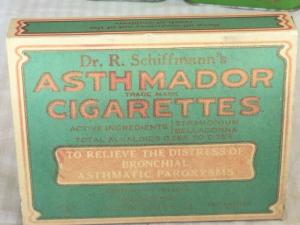 Dr. R. Schiffmann's
ASTHMADOR
TRADE MARK
CIGARETTES
ACTIVE INGREDIENTS STRAMONIUM
BELLADONNA
TOTAL ALKALOIDS
TO RELIEVE THE DISTRESS OF
BRONCHIAL
ASTHMATIC PAROXYSMS